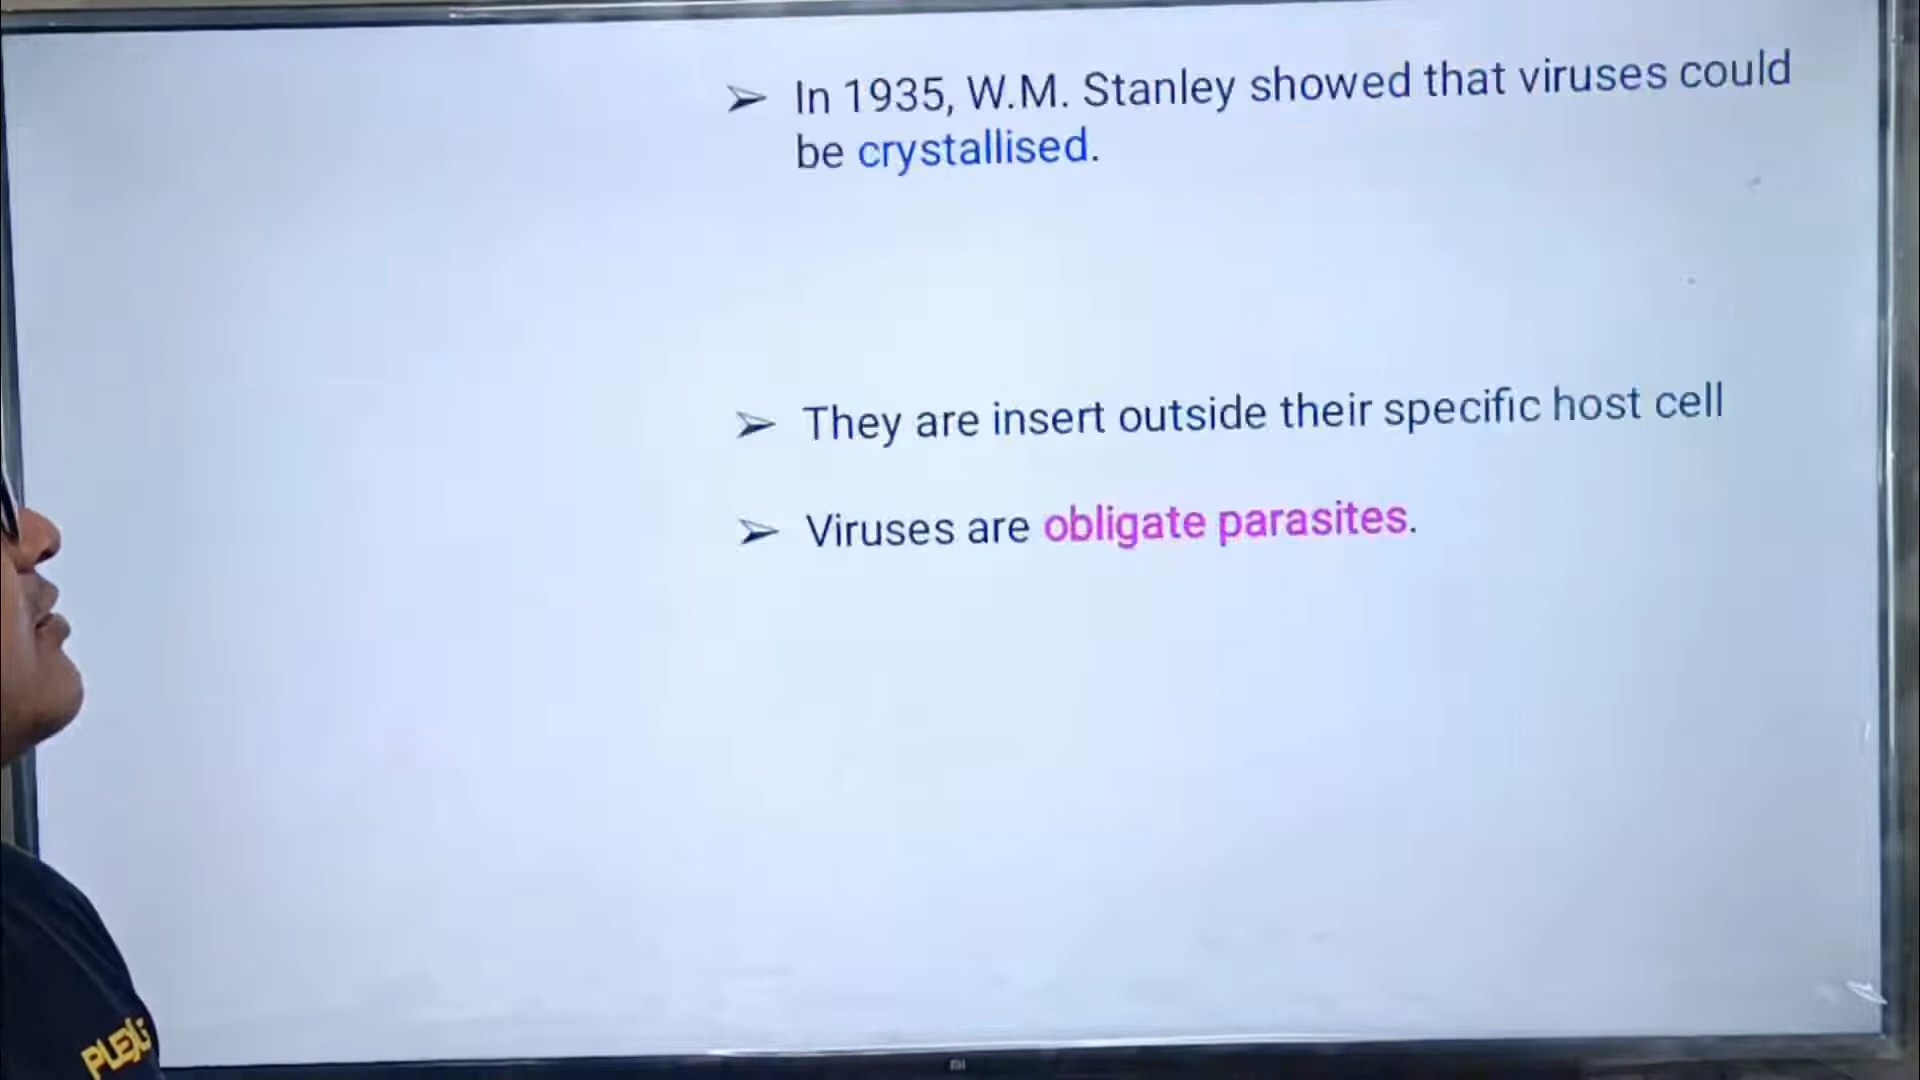 ➢ In 1935, W.M. Stanley showed that viruses could
be crystallised.
➢ They are insert outside their specific host cell
➢ Viruses are obligate parasites.
mi